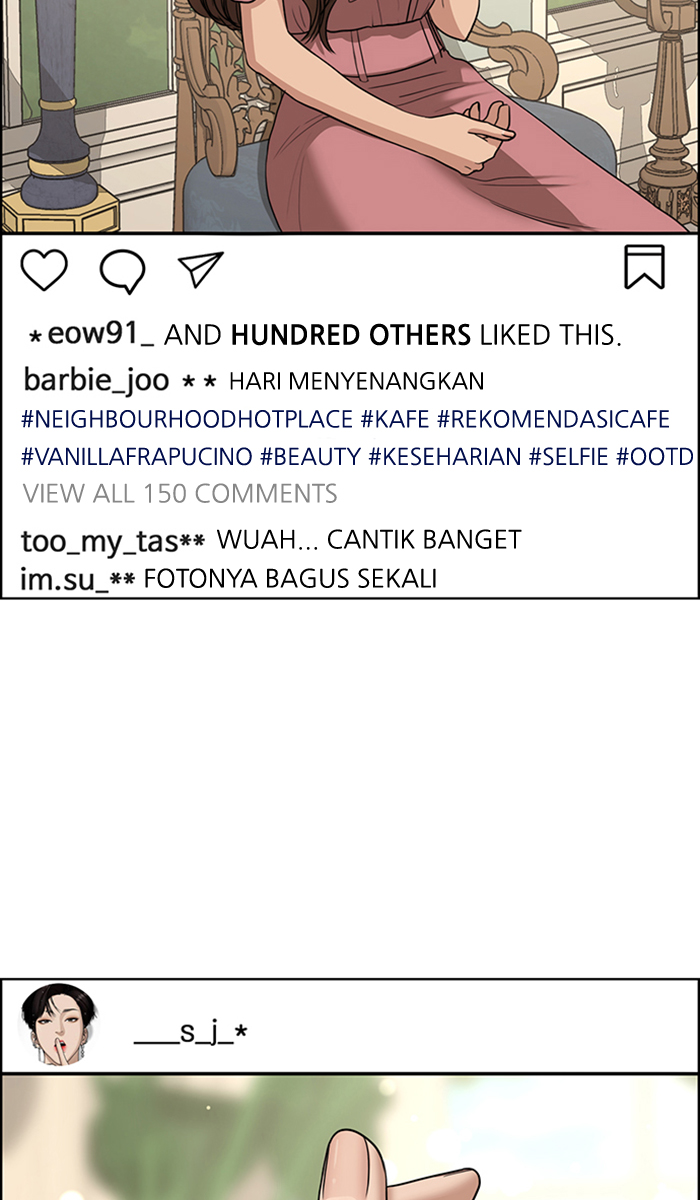 *eow91_ AND HUNDRED OTHERS LIKED THIS.
barbie_joo ** HARI MENYENANGKAN
#NEIGHBOURHOODHOTPLACE #KAFE #REKOMENDASICAFE
#VANILLAFRAPUCINO #BEAUTY #KESEHARIAN #SELFIE #OOTD
VIEW ALL 150 COMMENTS
too_my_tas** WUAH... CANTIK BANGET
im.su_** FOTONYA BAGUS SEKALI
___s_j_*